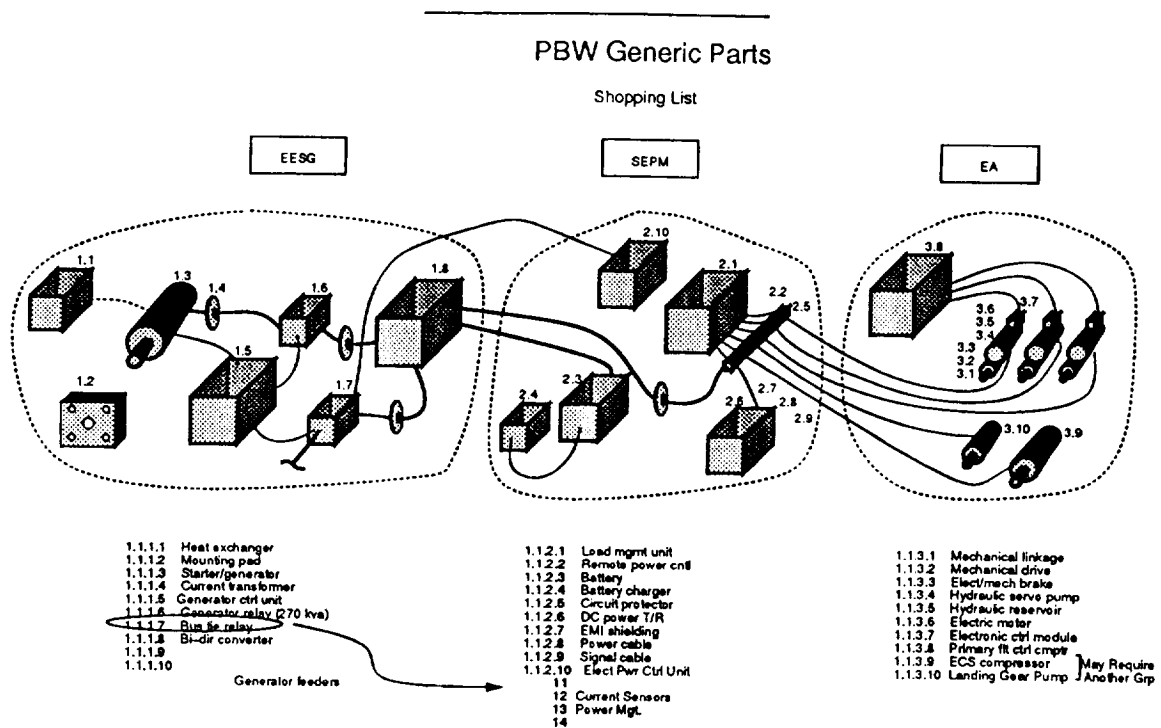 PBW Generic Parts
Shopping List
EESG
SEPM
EA
1.1
1.3
1.4
1.6
1.8
1.5
1.2
1.7
2.10
2.1
2.2
2.5
2.3
2.4
2.7
2.6
2.8
2.9
3.8
3.6
3.7
3.5
3.4
3.3
3.2
3.1
3.10
3.9
1.1.1.1 Heat exchanger
1.1.1.2 Mounting pad
1.1.1.3 Starter/generator
1.1.1.4 Current transformer
1.1.1.5 Generator ctrl unit
1.1.1.6 Generator relay (270 kva)
1.1.1.7 Bus tie relay
1.1.1.8 Bi-dir converter
1.1.1.9
1.1.1.10
Generator feeders
1.1.2.1 Load mgmt unit
1.1.2.2 Remote power cntl
1.1.2.3 Battery
1.1.2.4 Battery charger
1.1.2.5 Circuit protector
1.1.2.6 DC power T/R
1.1.2.7 EMI shielding
1.1.2.8 Power cable
1.1.2.9 Signal cable
1.1.2.10 Elect Pwr Ctrl Unit
11
12 Current Sensors
13 Power Mgt.
14
1.1.3.1 Mechanical linkage
1.1.3.2 Mechanical drive
1.1.3.3 Elect/mech brake
1.1.3.4 Hydraulic servo pump
1.1.3.5 Hydraulic reservoir
1.1.3.6 Electric motor
1.1.3.7 Electronic ctrl module
1.1.3.8 Primary flt ctrl cmptr
1.1.3.9 ECS compressor
1.1.3.10 Landing Gear Pump
May Require
Another Grp